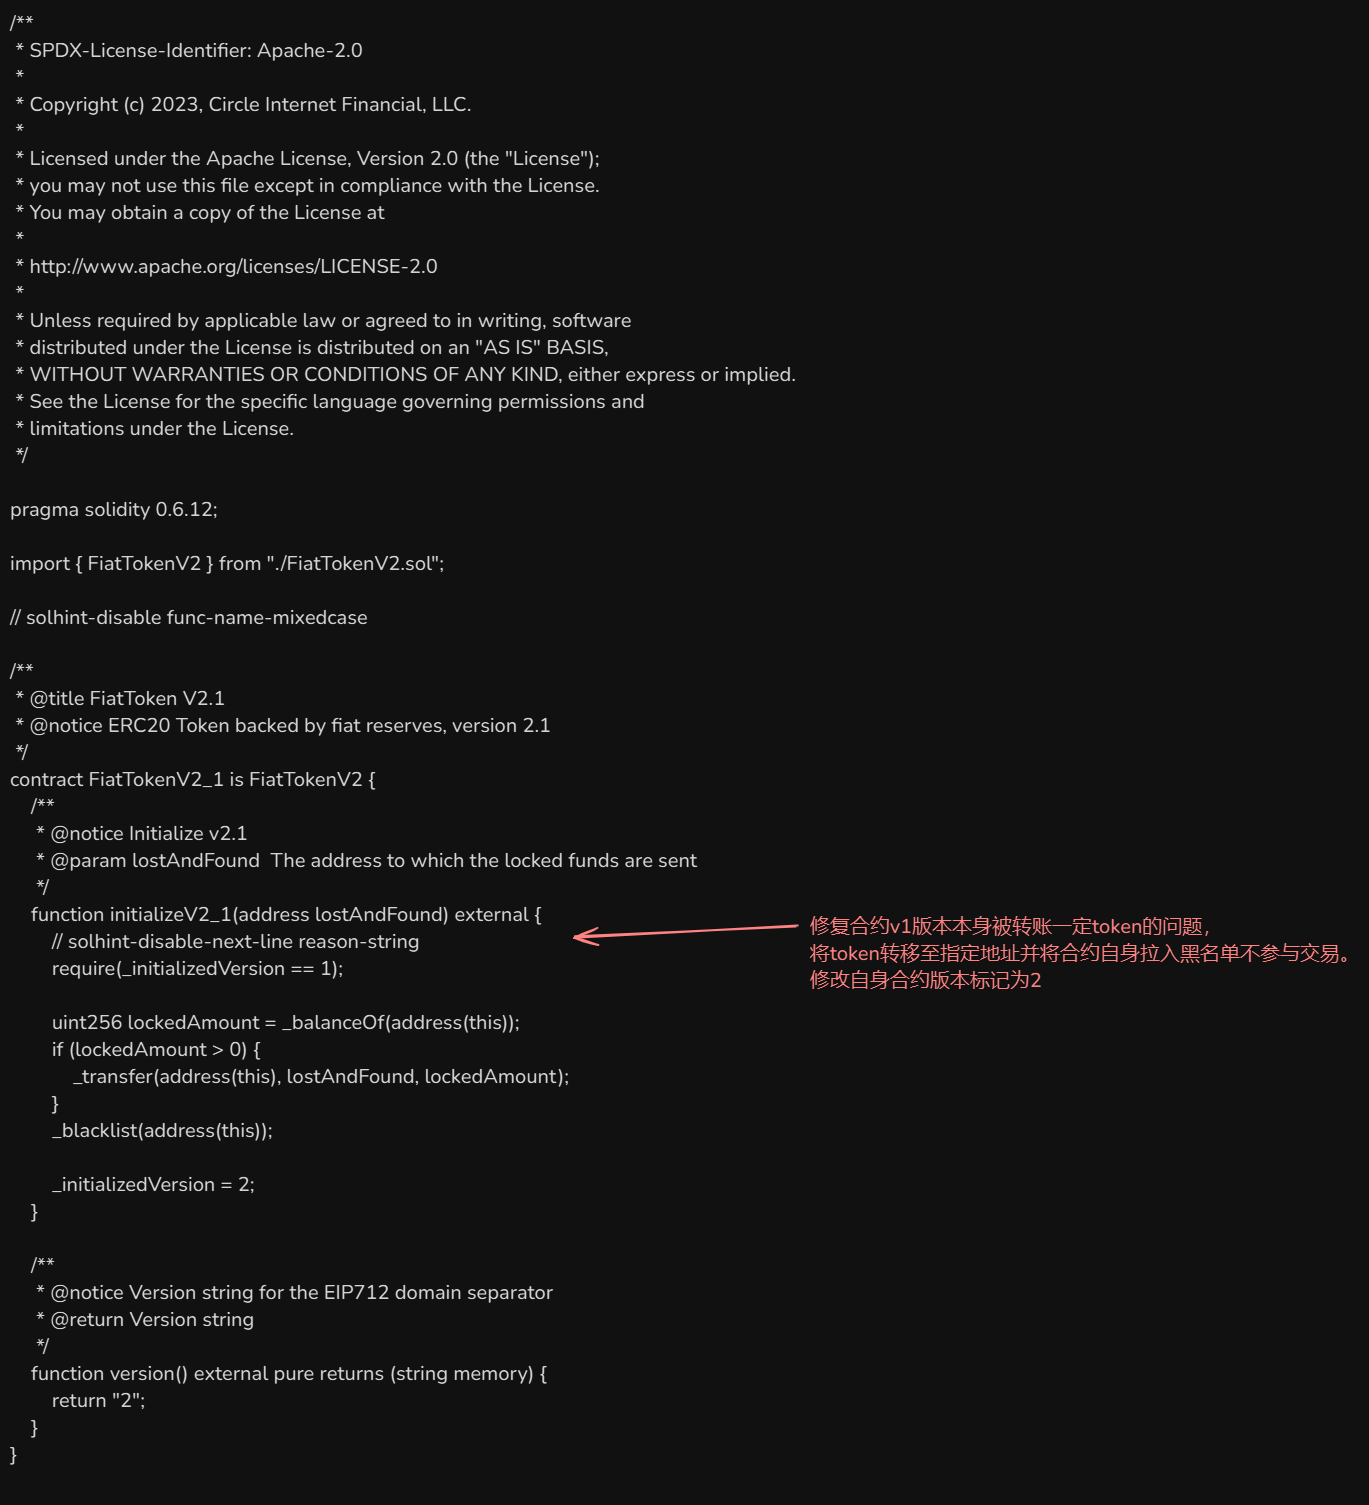 /**
 * SPDX-License-Identifier: Apache-2.0
 *
 * Copyright (c) 2023, Circle Internet Financial, LLC.
 *
 * Licensed under the Apache License, Version 2.0 (the "License");
 * you may not use this file except in compliance with the License.
 * You may obtain a copy of the License at
 *
 * http://www.apache.org/licenses/LICENSE-2.0
 *
 * Unless required by applicable law or agreed to in writing, software
 * distributed under the License is distributed on an "AS IS" BASIS,
 * WITHOUT WARRANTIES OR CONDITIONS OF ANY KIND, either express or implied.
 * See the License for the specific language governing permissions and
 * limitations under the License.
 */

pragma solidity 0.6.12;

import { FiatTokenV2 } from "./FiatTokenV2.sol";

// solhint-disable func-name-mixedcase

/**
 * @title FiatToken V2.1
 * @notice ERC20 Token backed by fiat reserves, version 2.1
 */
contract FiatTokenV2_1 is FiatTokenV2 {
    /**
     * @notice Initialize v2.1
     * @param lostAndFound  The address to which the locked funds are sent
     */
    function initializeV2_1(address lostAndFound) external {
        // solhint-disable-next-line reason-string
        require(_initializedVersion == 1);

        uint256 lockedAmount = _balanceOf(address(this));
        if (lockedAmount > 0) {
            _transfer(address(this), lostAndFound, lockedAmount);
        }
        _blacklist(address(this));

        _initializedVersion = 2;
    }

    /**
     * @notice Version string for the EIP712 domain separator
     * @return Version string
     */
    function version() external pure returns (string memory) {
        return "2";
    }
}
修复合约v1版本本身被转账一定token的问题，
将token转移至指定地址并将合约自身拉入黑名单不参与交易。
修改自身合约版本标记为2